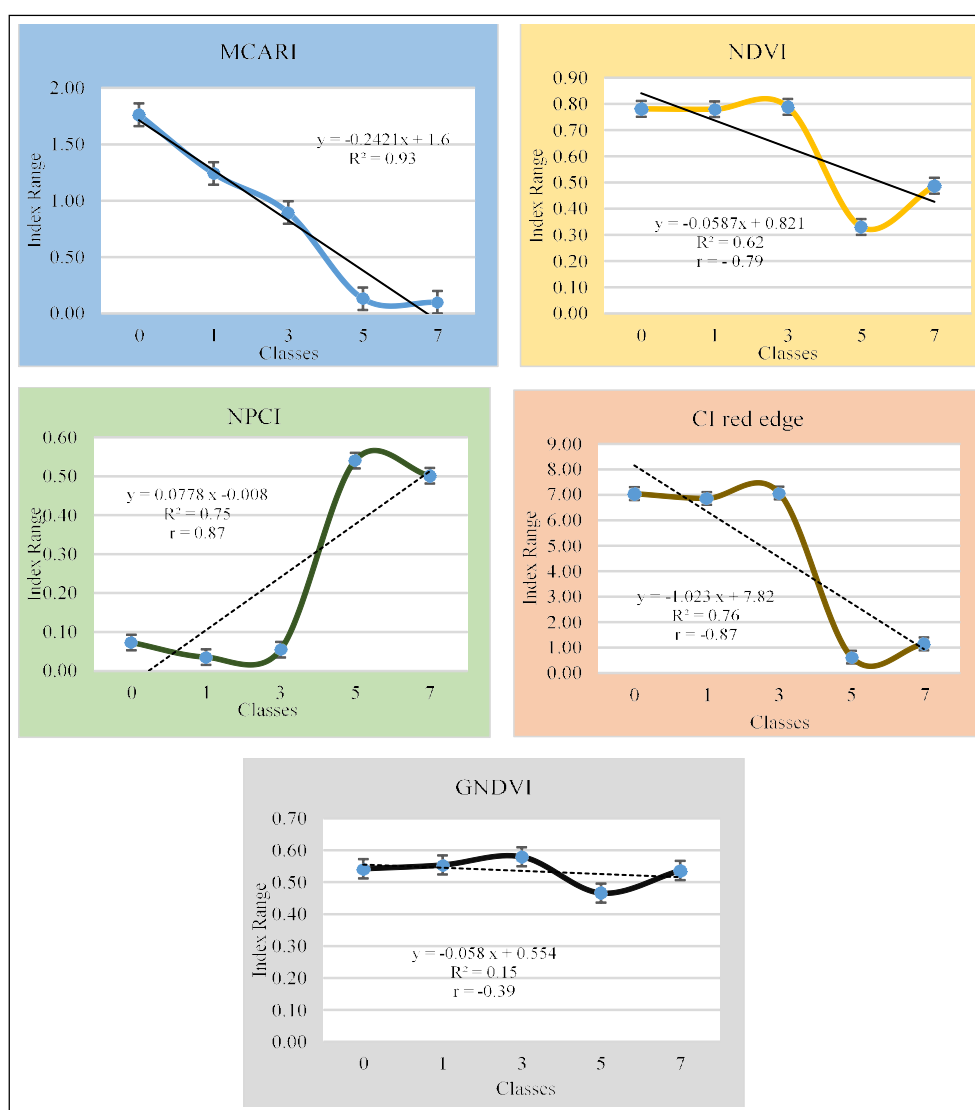 MCARI
2.00
1.50
1.00
0.50
0.00
Index Range
y = -0.2421x + 1.6
R² = 0.93
0 1 3 5 7
Classes
NDVI
0.90
0.80
0.70
0.60
0.50
0.40
0.30
0.20
0.10
0.00
Index Range
y = -0.0587x + 0.821
R² = 0.62
r = - 0.79
0 1 3 5 7
Classes
NPCI
0.60
0.50
0.40
0.30
0.20
0.10
0.00
Index Range
y = 0.0778 x -0.008
R² = 0.75
r = 0.87
0 1 3 5 7
Classes
CI red edge
9.00
8.00
7.00
6.00
5.00
4.00
3.00
2.00
1.00
0.00
Index Range
y = -1.023 x + 7.82
R² = 0.76
r = -0.87
0 1 3 5 7
Classes
GNDVI
0.70
0.60
0.50
0.40
0.30
0.20
0.10
0.00
Index Range
y = -0.058 x + 0.554
R² = 0.15
r = -0.39
0 1 3 5 7
Classes